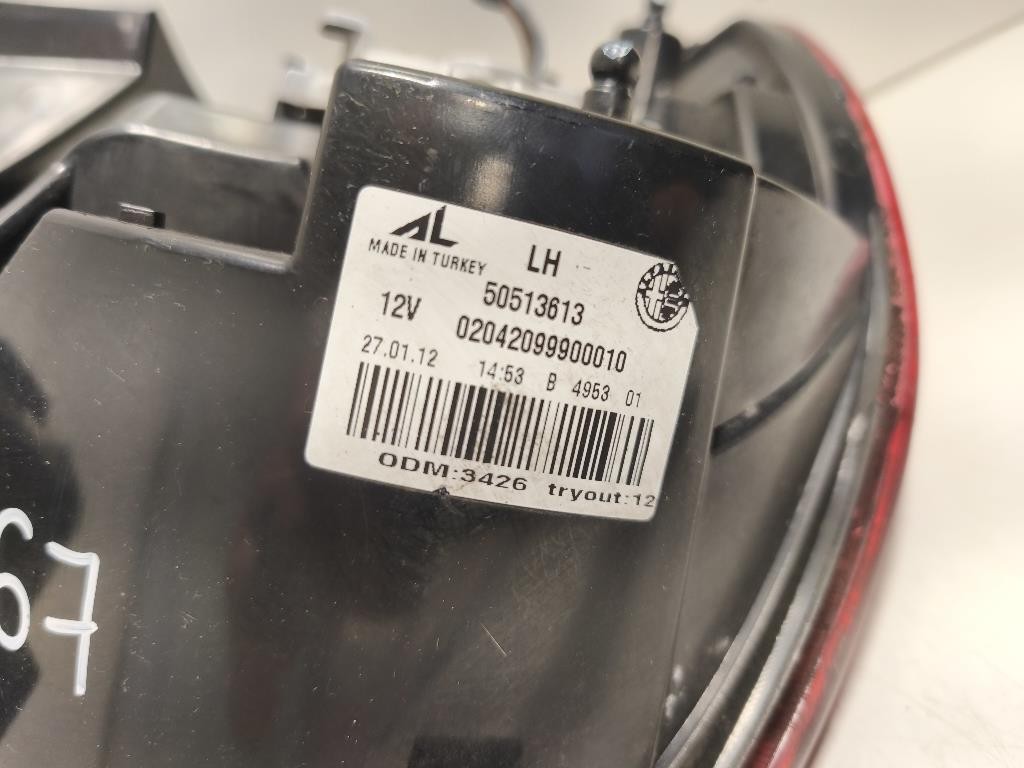 AL
MADE IN TURKEY LH
50513613
12V 02042099900010
27.01.12 14:53 B 4953 01
ODM:3426 tryout:12
67